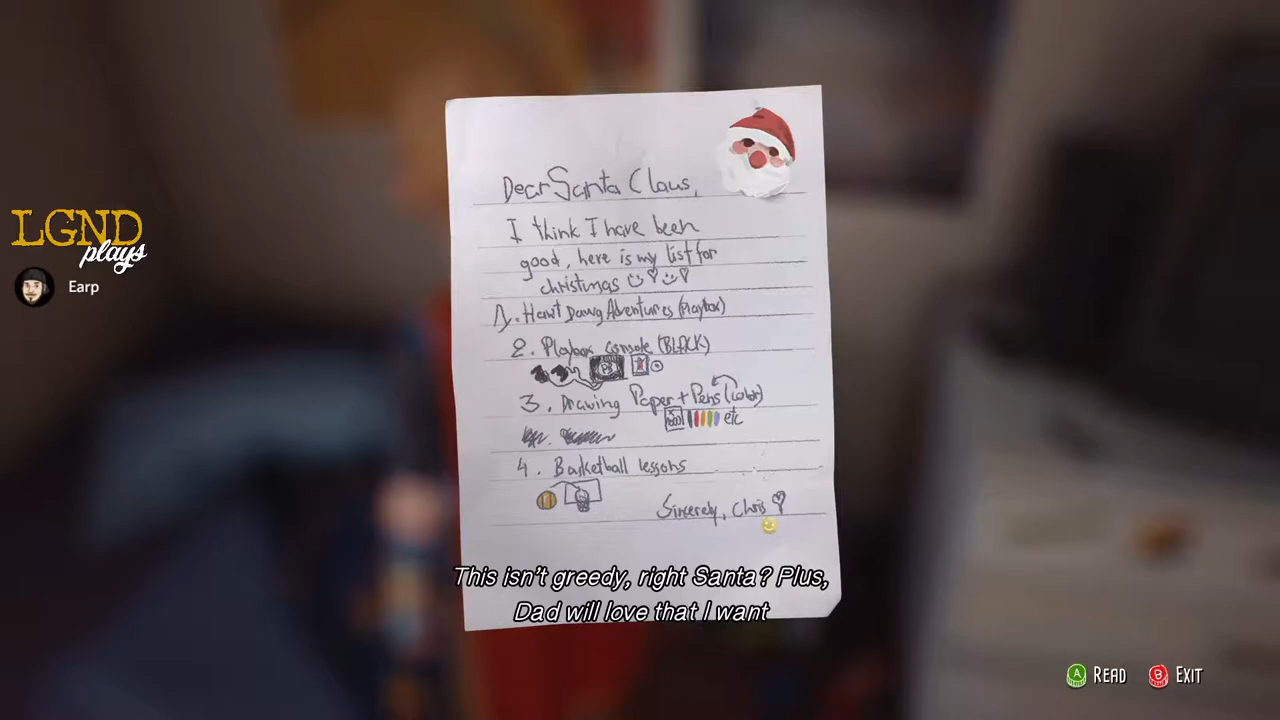 LGND
plays
Earp
Dear Santa Claus,
I think I have been
good, here is my list for
christmas
1. Hawt Dawg Adventures (Playbox)
2. Playbox console (BLACK)
3. Drawing Paper + Pens (color)
etc
4. Basketball lessons
Sincerely, Chris
This isn't greedy, right Santa? Plus,
Dad will love that I want
A READ B EXIT